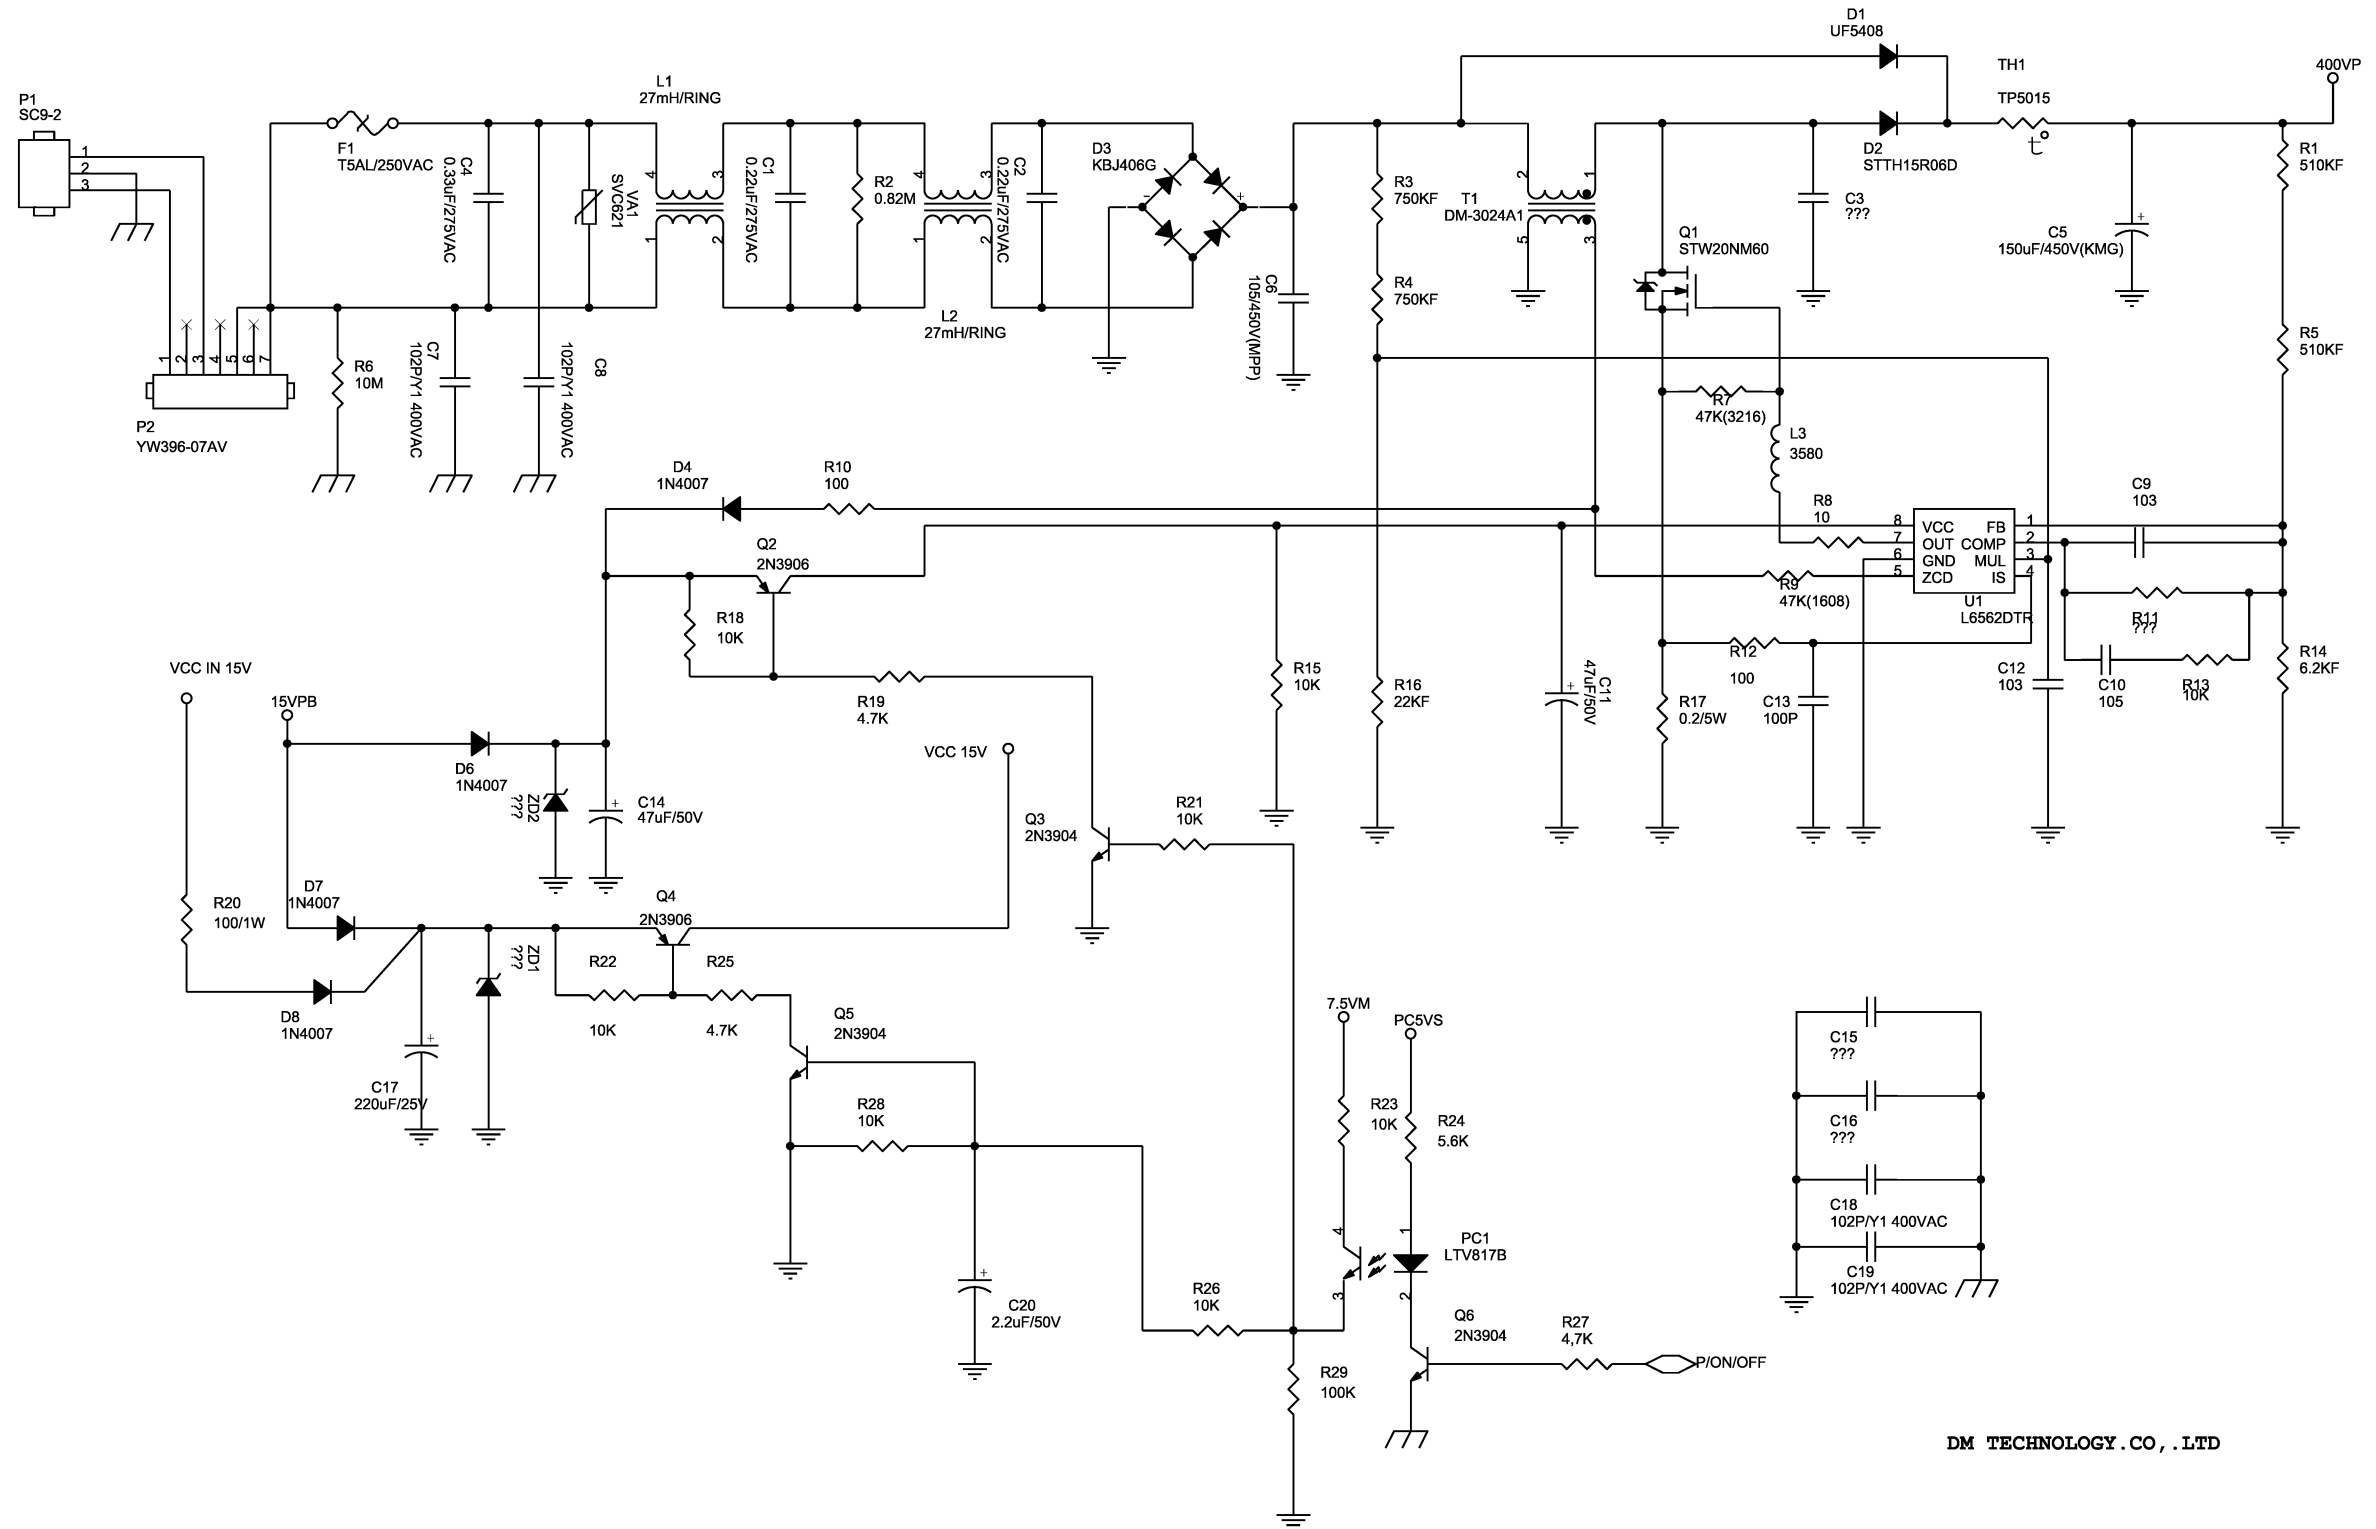 P1
SC9-2
1
2
3
F1
T5AL/250VAC
C4
0.33uF/275VAC
VA1
SVC621
L1
27mH/RING
4
3
1
2
C1
0.22uF/275VAC
R2
0.82M
L2
27mH/RING
4
3
1
2
C2
0.22uF/275VAC
D3
KBJ406G
-
+
C6
105/450V(MPP)
R3
750KF
R4
750KF
T1
DM-3024A1
2
1
5
3
D1
UF5408
D2
STTH15R06D
TH1
TP5015
t°
400VP
Q1
STW20NM60
C3
???
C5
150uF/450V(KMG)
+
R1
510KF
R5
510KF
1
2
3
4
5
6
7
P2
YW396-07AV
R6
10M
C7
102P/Y1 400VAC
C8
102P/Y1 400VAC
R7
47K(3216)
L3
3580
D4
1N4007
R10
100
Q2
2N3906
R18
10K
R19
4.7K
R8
10
R9
47K(1608)
8
7
6
5
VCC
OUT
GND
ZCD
FB
COMP
MUL
IS
1
2
3
4
U1
L6562DTR
C9
103
R11
???
C10
105
R13
10K
R14
6.2KF
C12
103
R12
100
C13
100P
R17
0.2/5W
C11
47uF/50V
+
R16
22KF
R15
10K
VCC IN 15V
15VPB
D6
1N4007
ZD2
???
C14
47uF/50V
+
VCC 15V
Q3
2N3904
R21
10K
R20
100/1W
D7
1N4007
D8
1N4007
C17
220uF/25V
+
ZD1
???
Q4
2N3906
R22
10K
R25
4.7K
Q5
2N3904
R28
10K
C20
2.2uF/50V
+
7.5VM
PC5VS
R23
10K
R24
5.6K
4
3
1
2
PC1
LTV817B
R26
10K
R29
100K
Q6
2N3904
R27
4,7K
P/ON/OFF
C15
???
C16
???
C18
102P/Y1 400VAC
C19
102P/Y1 400VAC
DM TECHNOLOGY.CO,.LTD